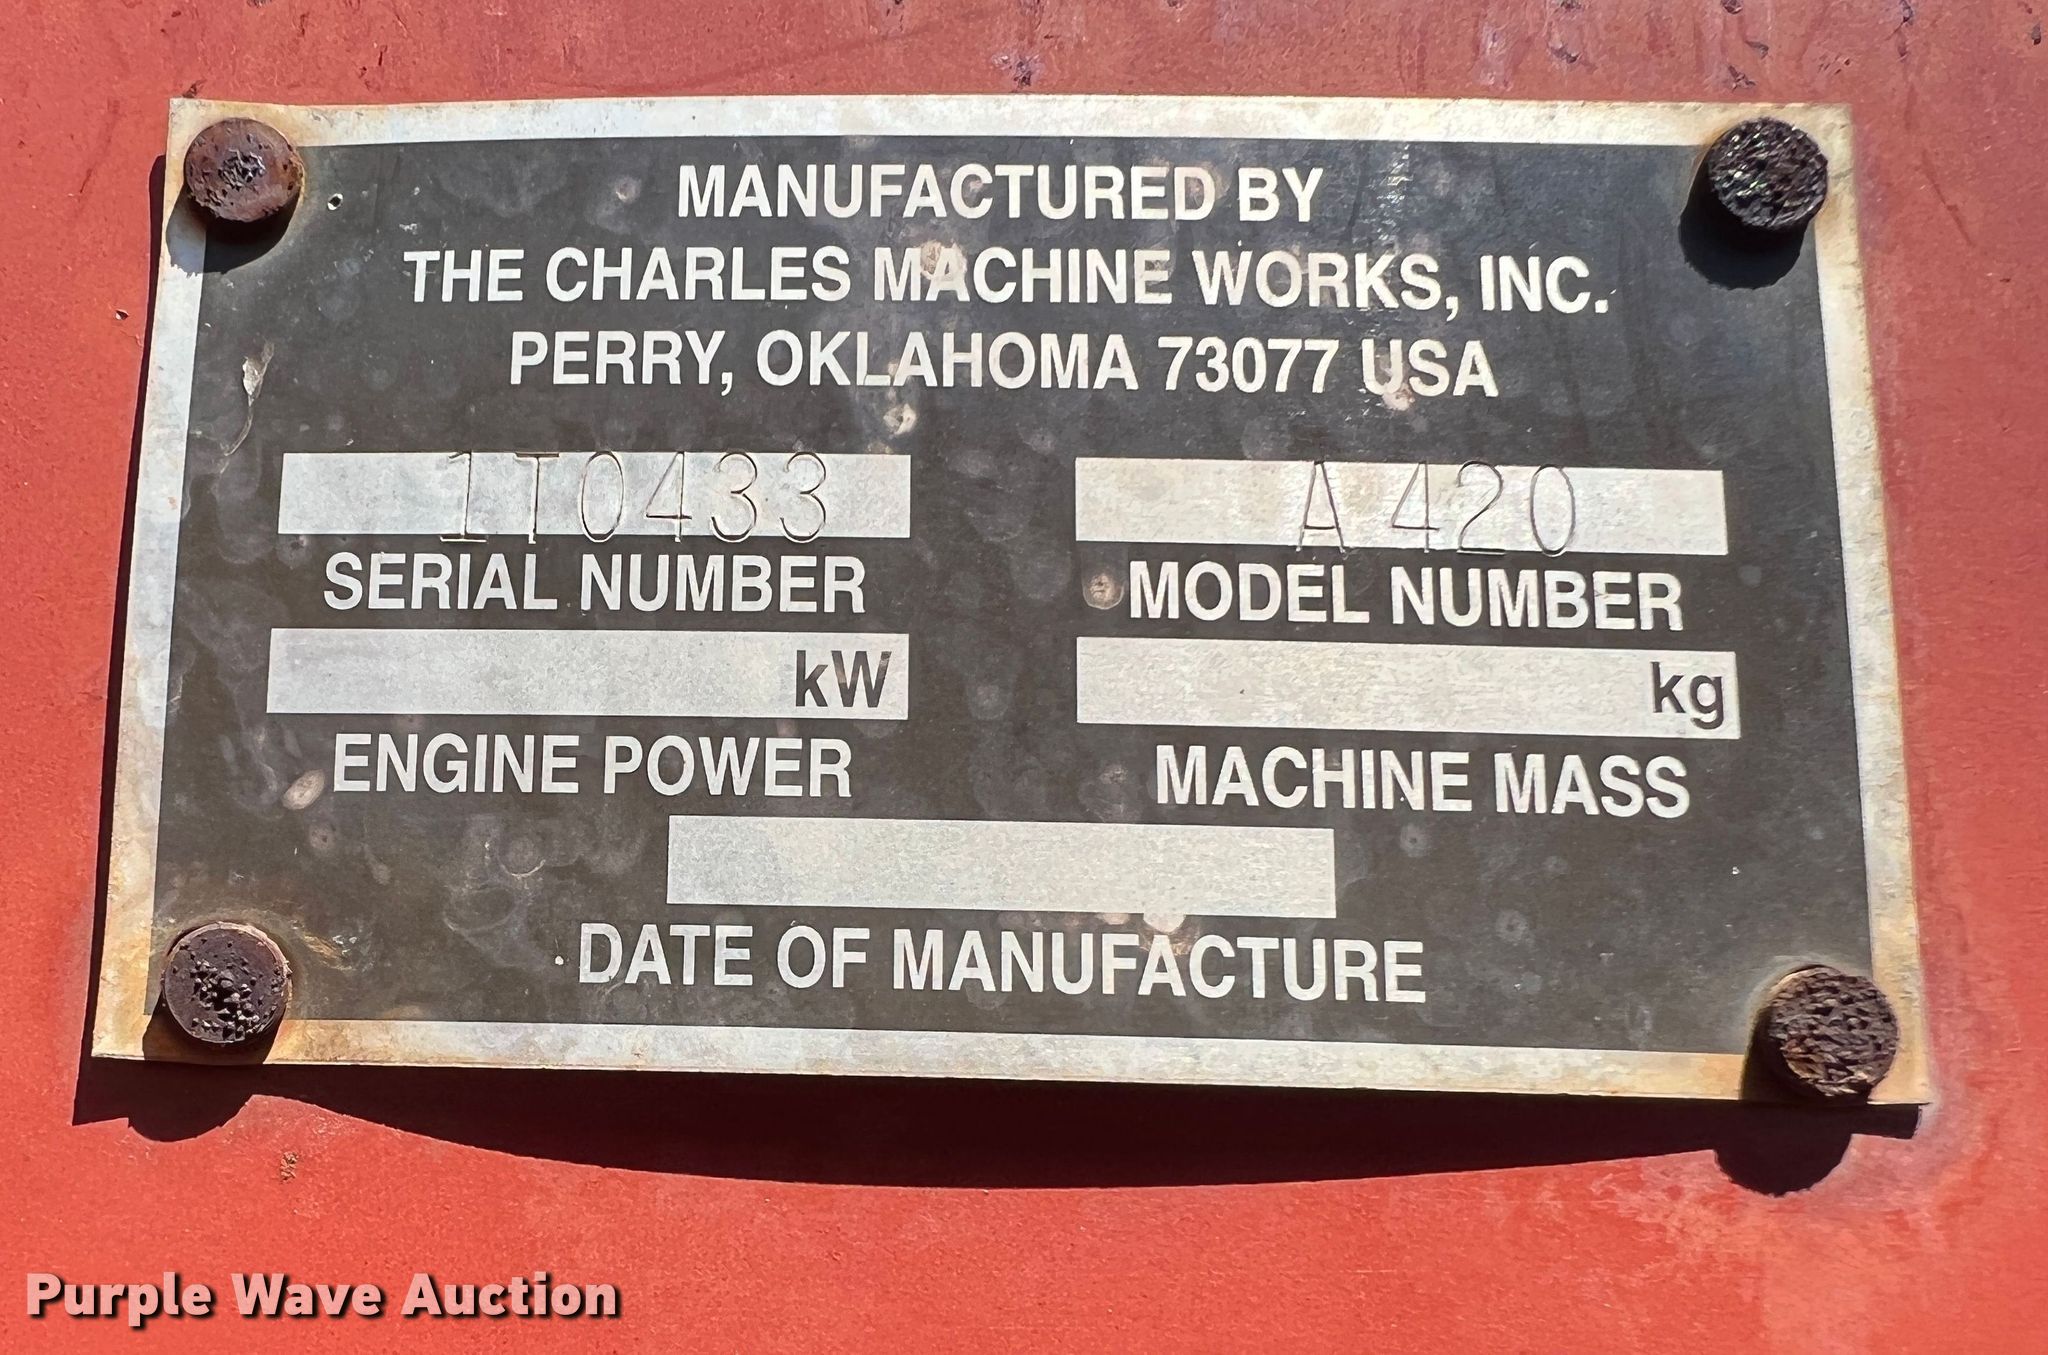 MANUFACTURED BY
THE CHARLES MACHINE WORKS, INC.
PERRY, OKLAHOMA 73077 USA
1T0433 A420
SERIAL NUMBER MODEL NUMBER
kW kg
ENGINE POWER MACHINE MASS
DATE OF MANUFACTURE
Purple Wave Auction